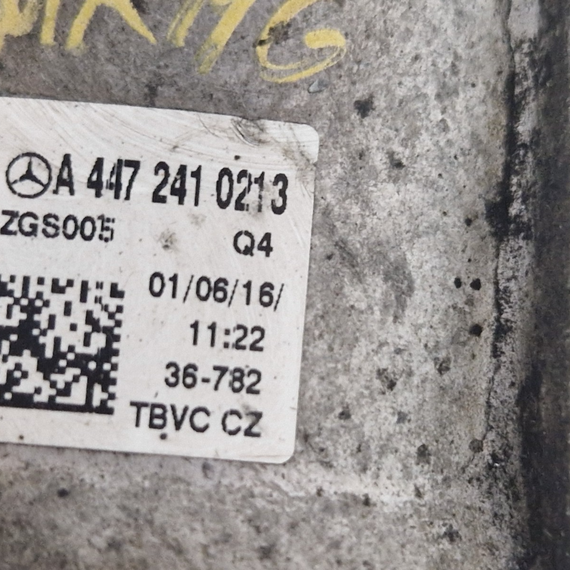 A 447 241 0213
ZGS005
Q4
01/06/16/
11:22
36-782
TBVC CZ